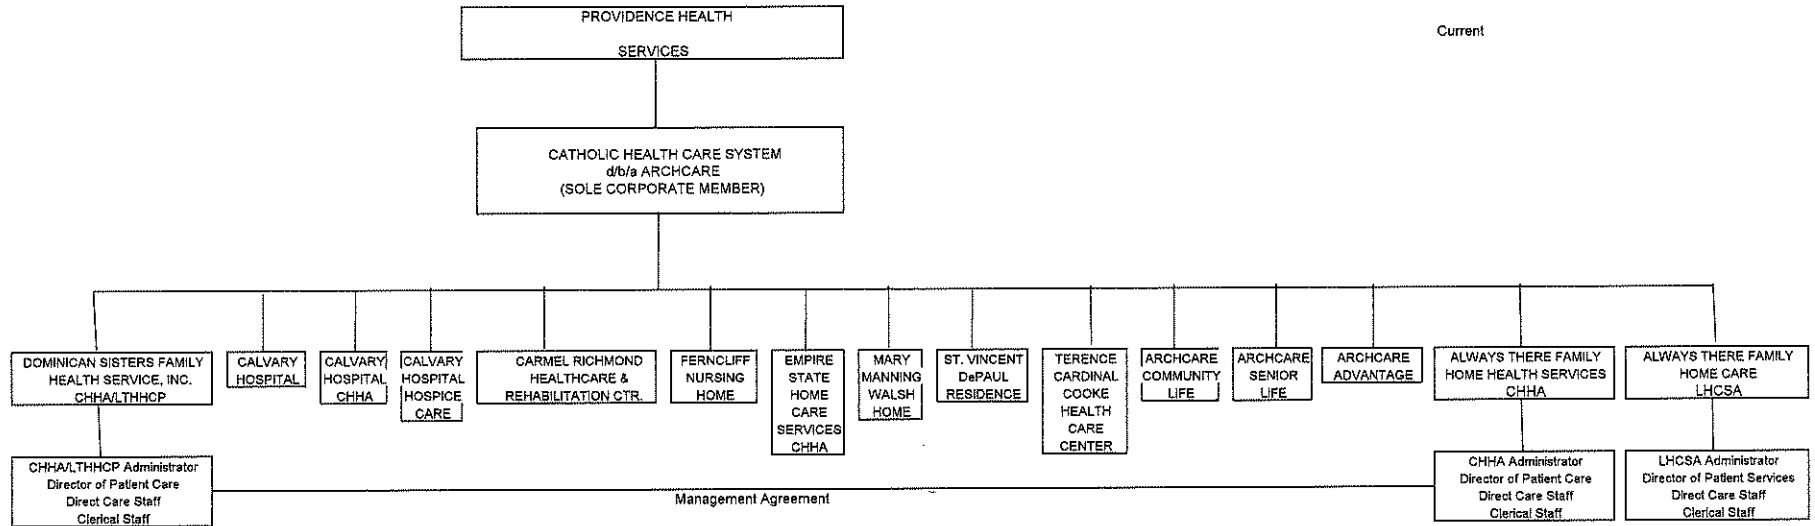 PROVIDENCE HEALTH
SERVICES
Current
CATHOLIC HEALTH CARE SYSTEM
d/b/a ARCHCARE
(SOLE CORPORATE MEMBER)
DOMINICAN SISTERS FAMILY
HEALTH SERVICE, INC.
CHHA/LTHHCP
CALVARY
HOSPITAL
CALVARY
HOSPITAL
CHHA
CALVARY
HOSPITAL
HOSPICE
CARE
CARMEL RICHMOND
HEALTHCARE &
REHABILITATION CTR.
FERNCLIFF
NURSING
HOME
EMPIRE
STATE
HOME
CARE
SERVICES
CHHA
MARY
MANNING
WALSH
HOME
ST. VINCENT
DePAUL
RESIDENCE
TERENCE
CARDINAL
COOKE
HEALTH
CARE
CENTER
ARCHCARE
COMMUNITY
LIFE
ARCHCARE
SENIOR
LIFE
ARCHCARE
ADVANTAGE
ALWAYS THERE FAMILY
HOME HEALTH SERVICES
CHHA
ALWAYS THERE FAMILY
HOME CARE
LHCSA
CHHA/LTHHCP Administrator
Director of Patient Care
Direct Care Staff
Clerical Staff
Management Agreement
CHHA Administrator
Director of Patient Care
Direct Care Staff
Clerical Staff
LHCSA Administrator
Director of Patient Services
Direct Care Staff
Clerical Staff